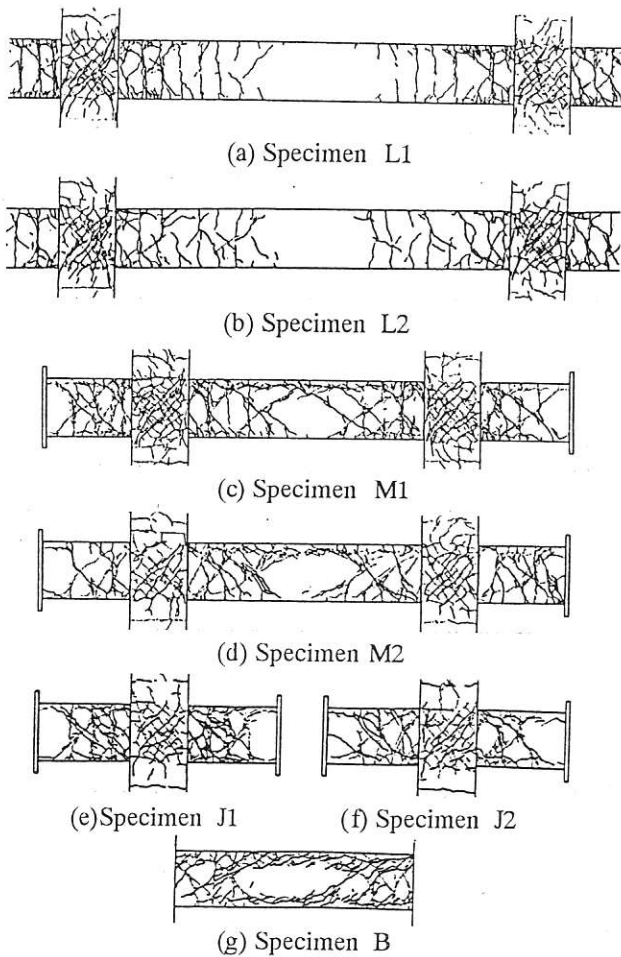 (a) Specimen L1
(b) Specimen L2
(c) Specimen M1
(d) Specimen M2
(e)Specimen J1
(f) Specimen J2
(g) Specimen B